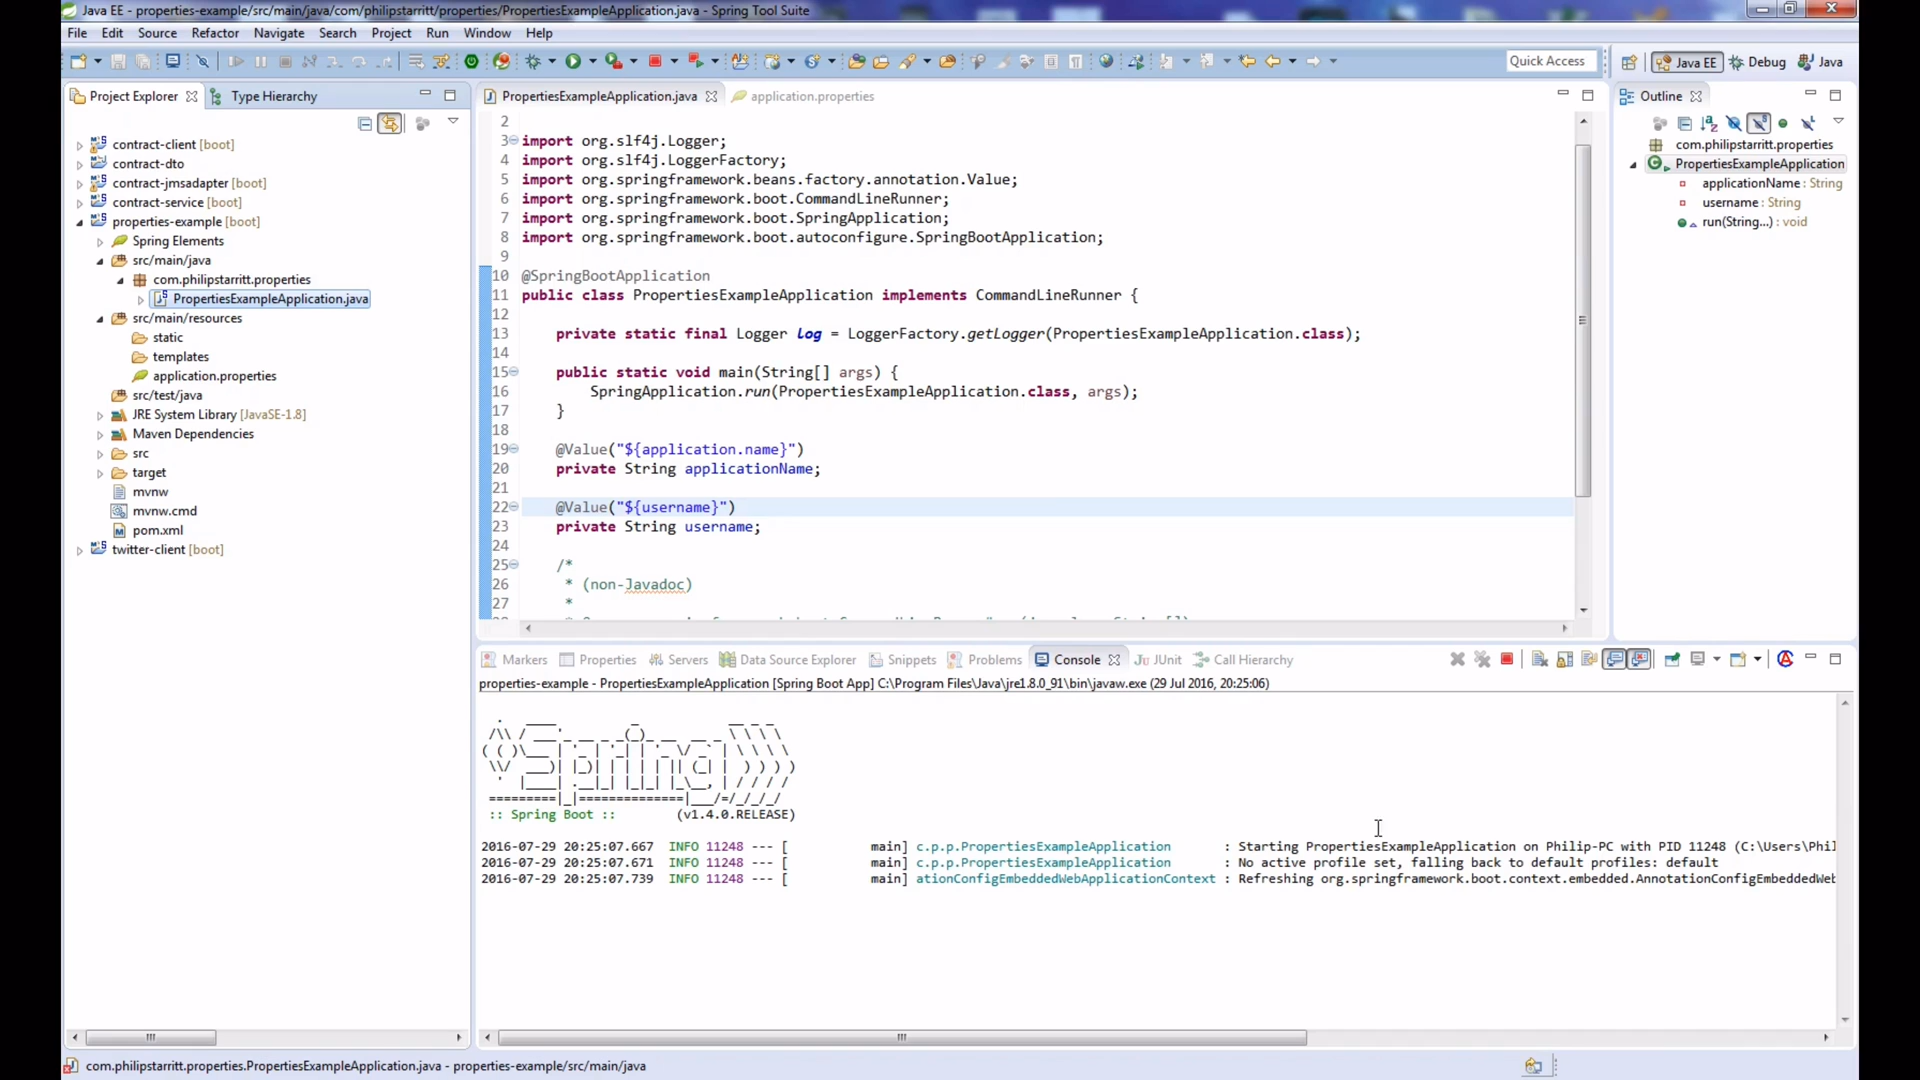 Java EE - properties-example/src/main/java/com/philipstarritt/properties/PropertiesExampleApplication.java - Spring Tool Suite
File Edit Source Refactor Navigate Search Project Run Window Help
Quick Access
Java EE
Debug
Java
Project Explorer
Type Hierarchy
contract-client [boot]
contract-dto
contract-jmsadapter [boot]
contract-service [boot]
properties-example [boot]
Spring Elements
src/main/java
com.philipstarritt.properties
PropertiesExampleApplication.java
src/main/resources
static
templates
application.properties
src/test/java
JRE System Library [JavaSE-1.8]
Maven Dependencies
src
target
mvnw
mvnw.cmd
pom.xml
twitter-client [boot]
PropertiesExampleApplication.java
application.properties
2
3 import org.slf4j.Logger;
4 import org.slf4j.LoggerFactory;
5 import org.springframework.beans.factory.annotation.Value;
6 import org.springframework.boot.CommandLineRunner;
7 import org.springframework.boot.SpringApplication;
8 import org.springframework.boot.autoconfigure.SpringBootApplication;
9
10 @SpringBootApplication
11 public class PropertiesExampleApplication implements CommandLineRunner {
12
13 private static final Logger log = LoggerFactory.getLogger(PropertiesExampleApplication.class);
14
15 public static void main(String[] args) {
16 SpringApplication.run(PropertiesExampleApplication.class, args);
17 }
18
19 @Value("${application.name}")
20 private String applicationName;
21
22 @Value("${username}")
23 private String username;
24
25 /*
26 * (non-Javadoc)
27 *
Outline
com.philipstarritt.properties
PropertiesExampleApplication
applicationName : String
username : String
run(String...) : void
Markers Properties Servers Data Source Explorer Snippets Problems Console JUnit Call Hierarchy
properties-example - PropertiesExampleApplication [Spring Boot App] C:\Program Files\Java\jre1.8.0_91\bin\javaw.exe (29 Jul 2016, 20:25:06)
:: Spring Boot :: (v1.4.0.RELEASE)
2016-07-29 20:25:07.667 INFO 11248 --- [ main] c.p.p.PropertiesExampleApplication : Starting PropertiesExampleApplication on Philip-PC with PID 11248 (C:\Users\Phil
2016-07-29 20:25:07.671 INFO 11248 --- [ main] c.p.p.PropertiesExampleApplication : No active profile set, falling back to default profiles: default
2016-07-29 20:25:07.739 INFO 11248 --- [ main] ationConfigEmbeddedWebApplicationContext : Refreshing org.springframework.boot.context.embedded.AnnotationConfigEmbeddedWeb
com.philipstarritt.properties.PropertiesExampleApplication.java - properties-example/src/main/java